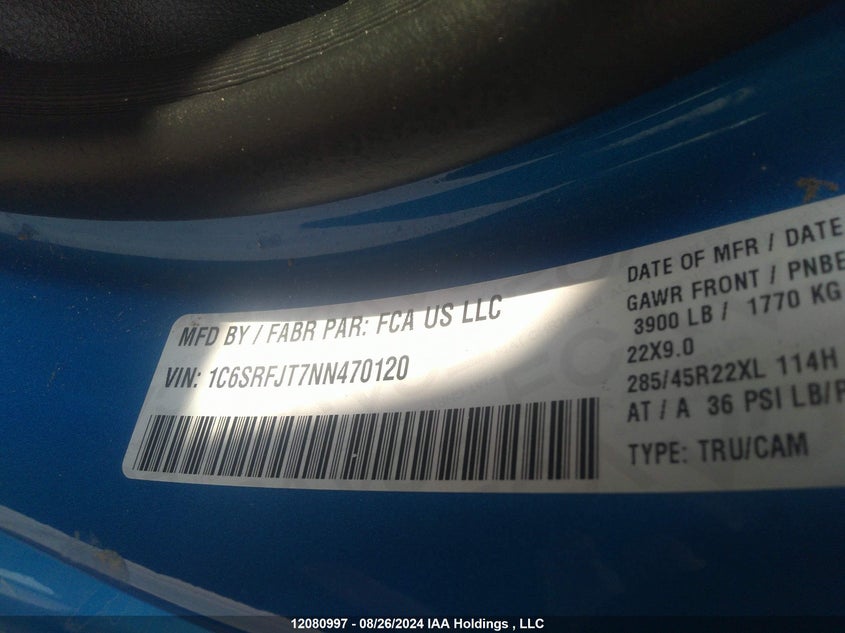 MFD BY / FABR PAR: FCA US LLC
VIN: 1C6SRFJT7NN470120
DATE OF MFR / DATE
GAWR FRONT / PNBE
3900 LB / 1770 KG
22X9.0
285/45R22XL 114H
AT / A 36 PSI LB/P
TYPE: TRU/CAM
12080997 - 08/26/2024 IAA Holdings , LLC